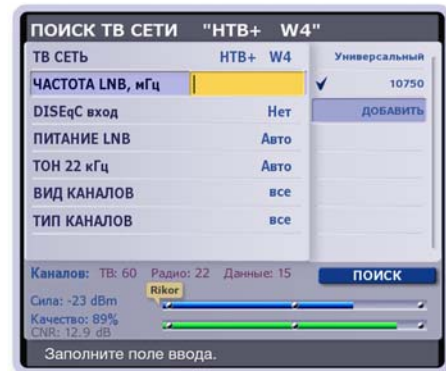 ПОИСК ТВ СЕТИ "НТВ+ W4"
ТВ СЕТЬ НТВ+ W4
Универсальный
ЧАСТОТА LNB, мГц
10750
DISEqC вход Нет
ДОБАВИТЬ
ПИТАНИЕ LNB Авто
ТОН 22 кГц Авто
ВИД КАНАЛОВ все
ТИП КАНАЛОВ все
Каналов: ТВ: 60 Радио: 22 Данные: 15
ПОИСК
Rikor
Сила: -23 dBm
Качество: 89%
CNR: 12.9 dB
Заполните поле ввода.